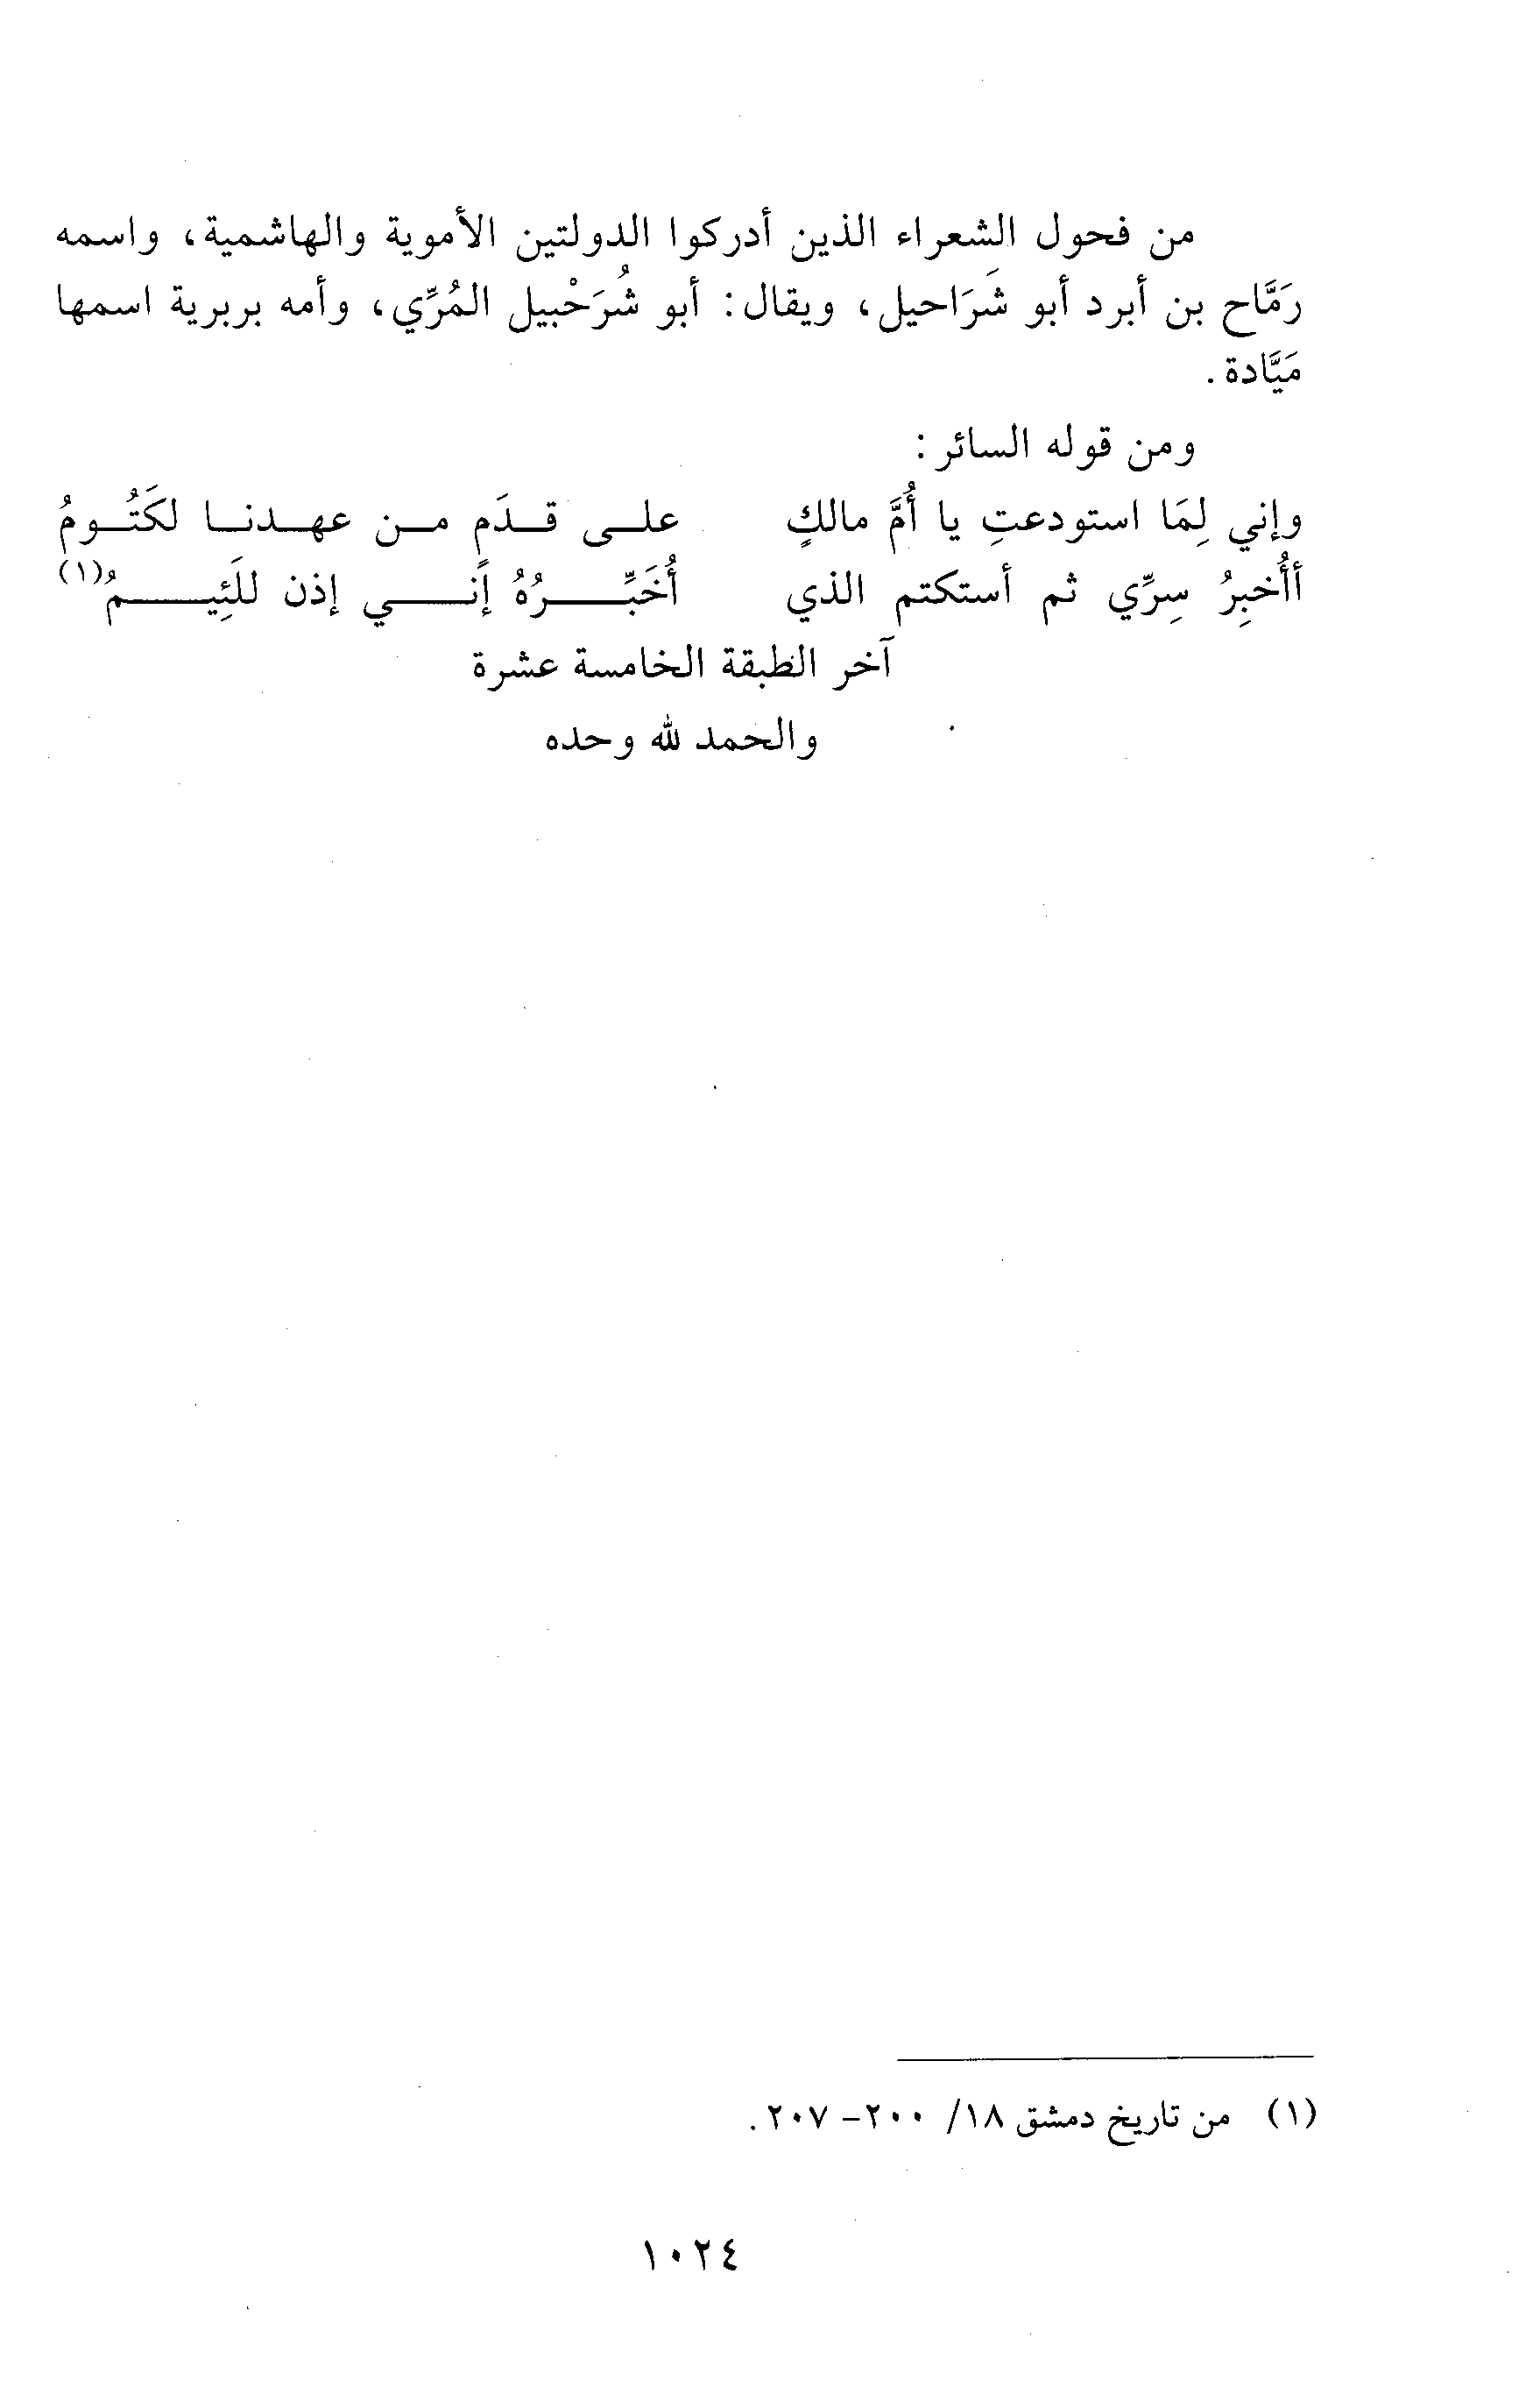 من فحول الشعراء الذين أدركوا الدولتين الأموية والهاشمية، واسمه
رَمَّاح بن أبرد أبو شَرَاحيل، ويقال: أبو شُرَحْبيل المُرِّي، وأمه بربرية اسمها
مَيَّادة.
ومن قوله السائر:
وإني لِمَا استودعتِ يا أُمَّ مالكٍ على قدَمٍ من عهدنا لكَتُومُ
أأُخبِرُ سِرِّي ثم أستكتم الذي أُخَبِّرُهُ إنَي إذن للَئِيمُ(١)
آخر الطبقة الخامسة عشرة
والحمد لله وحده
(١) من تاريخ دمشق ١٨/ ٢٠٠- ٢٠٧.
١٠٢٤